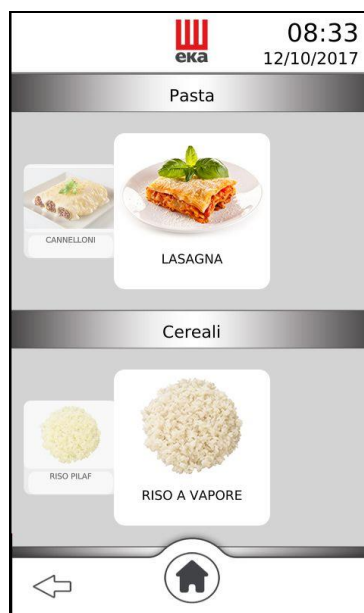 eka
08:33
12/10/2017
Pasta
CANNELLONI
LASAGNA
Cereali
RISO PILAF
RISO A VAPORE